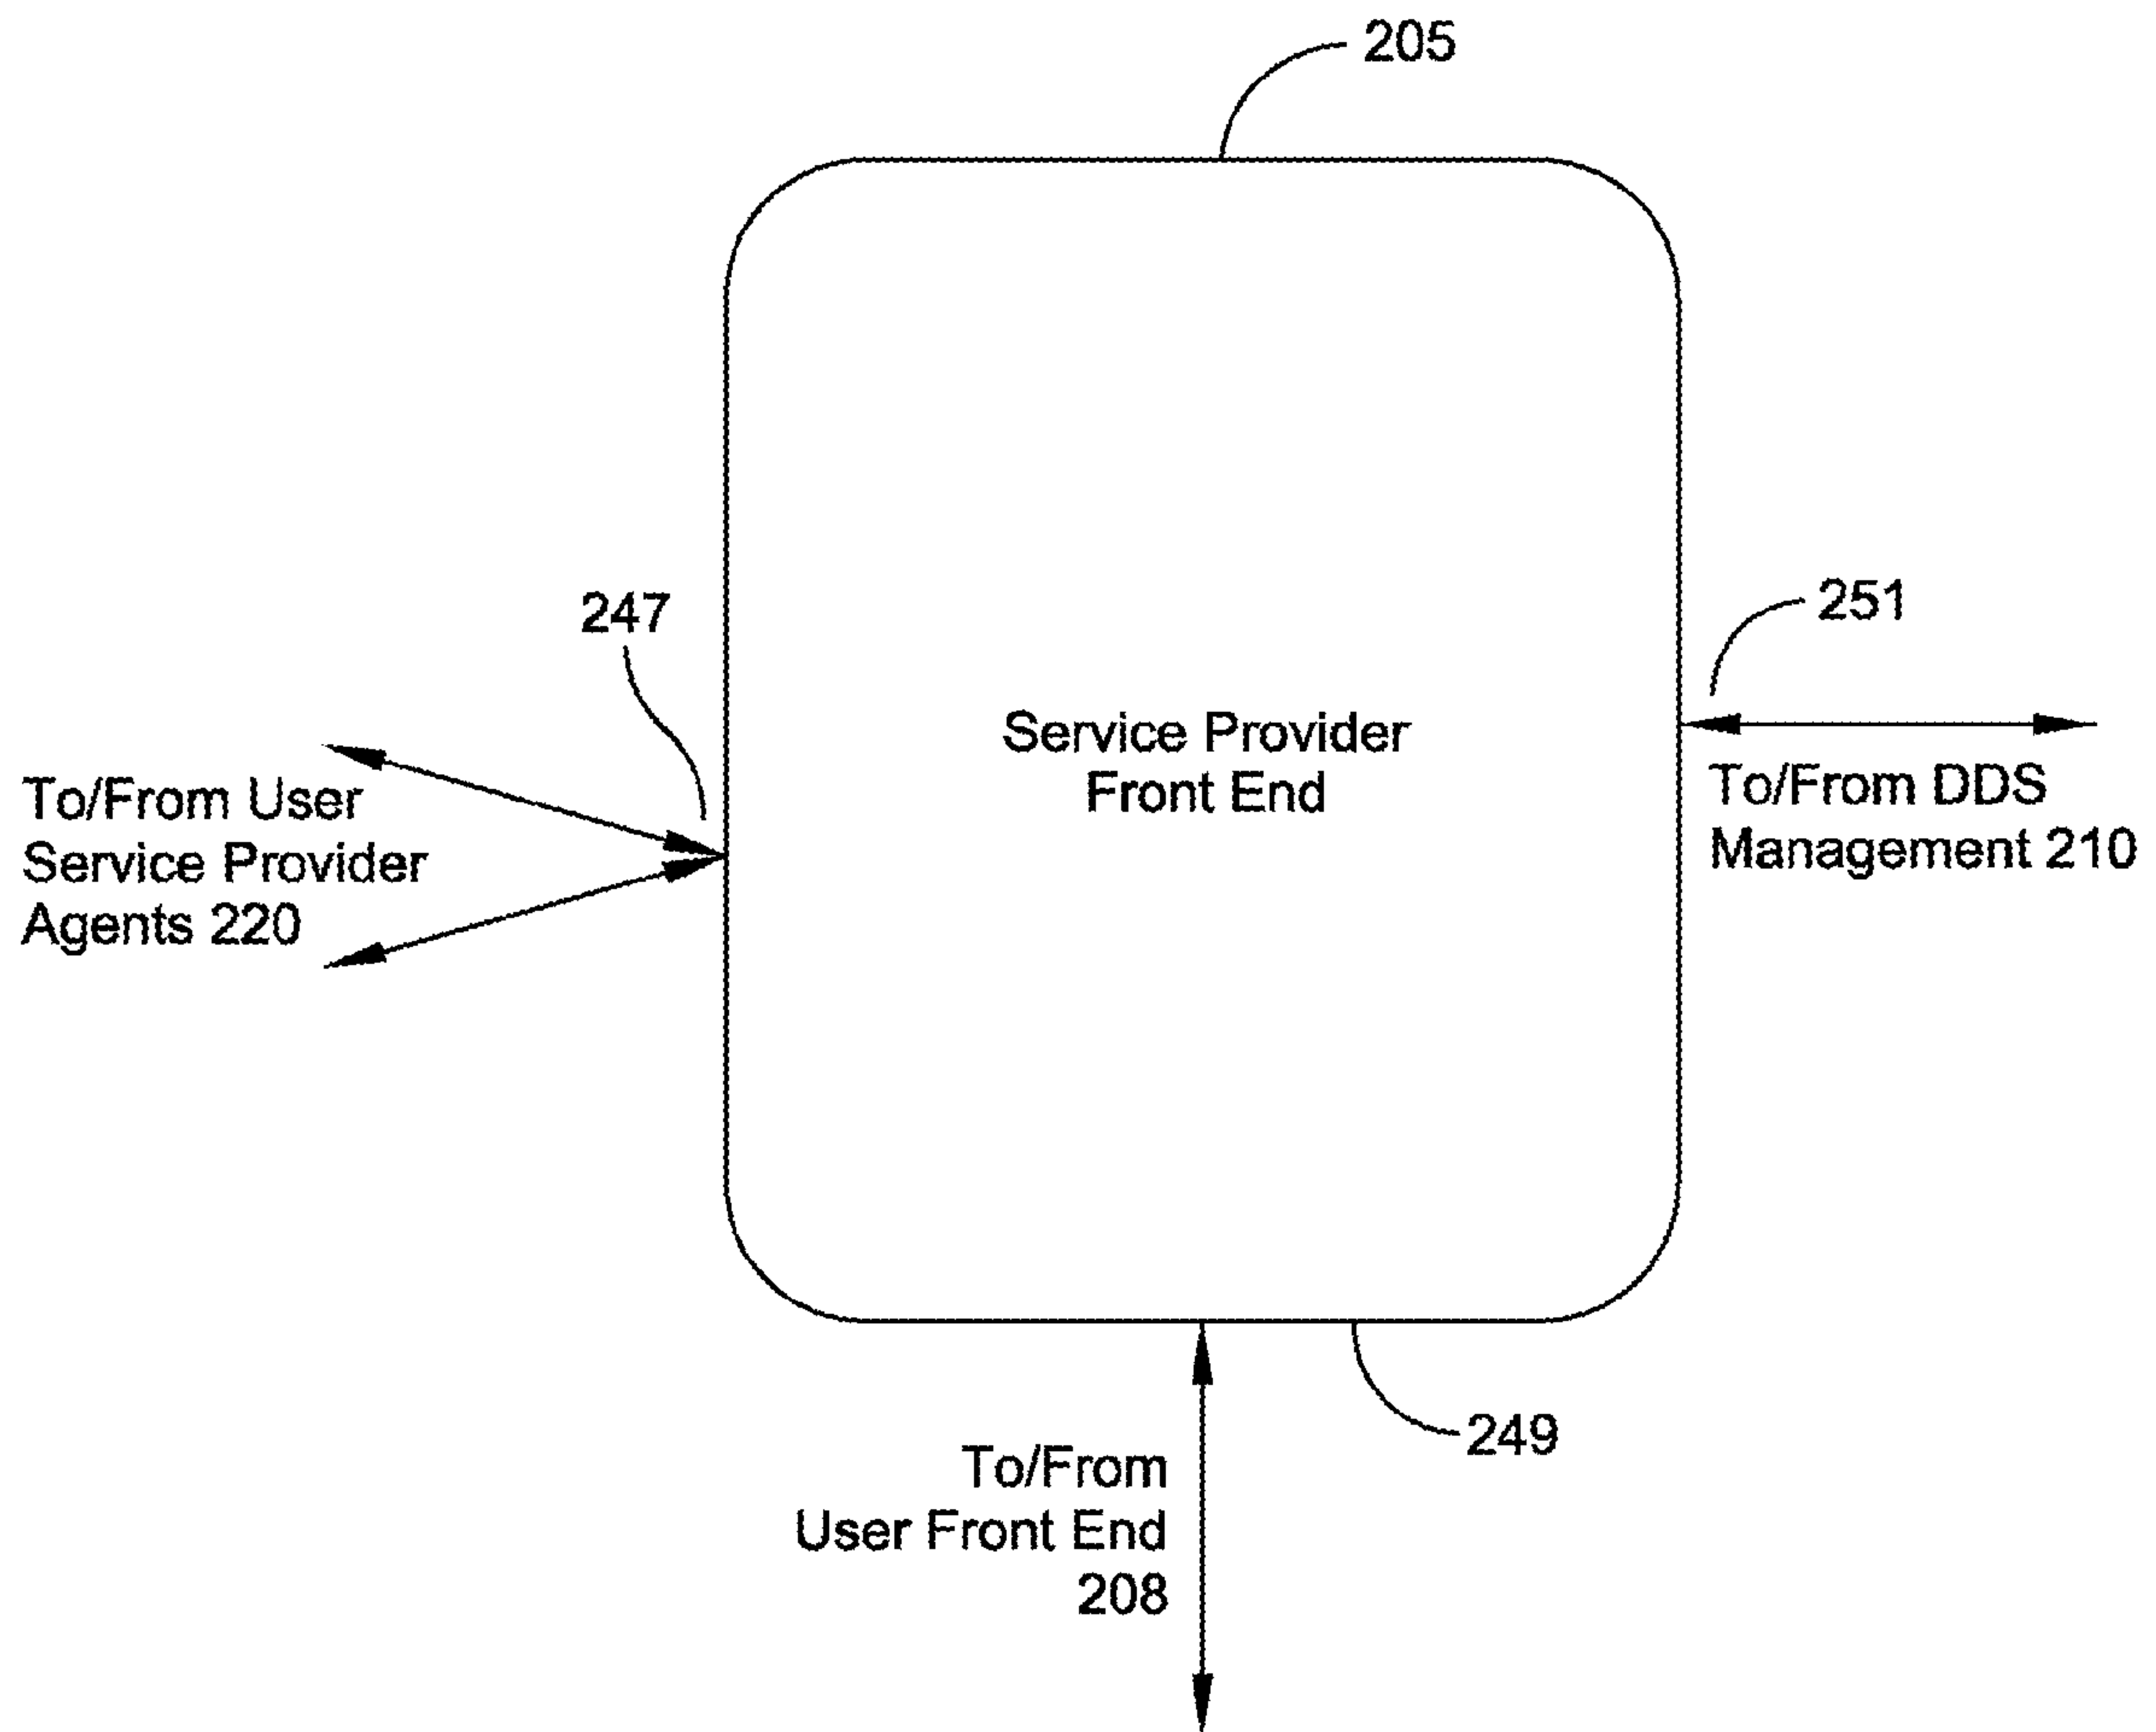 205
247
251
Service Provider
Front End
To/From User
Service Provider
Agents 220
To/From DDS
Management 210
249
To/From
User Front End
208